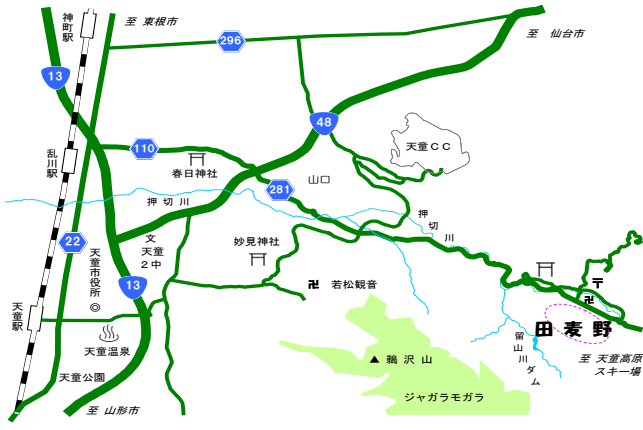 至 東根市
至 仙台市
神町駅
296
13
48
天童CC
110
春日神社
乱川駅
山口
281
押切川
押切川
22
文
天童
2中
妙見神社
天童市役所
13
卍 若松観音
〒
卍
田麦野
天童駅
天童温泉
留山川ダム
至 天童高原
スキー場
▲ 鵜沢山
天童公園
ジャガラモガラ
至 山形市